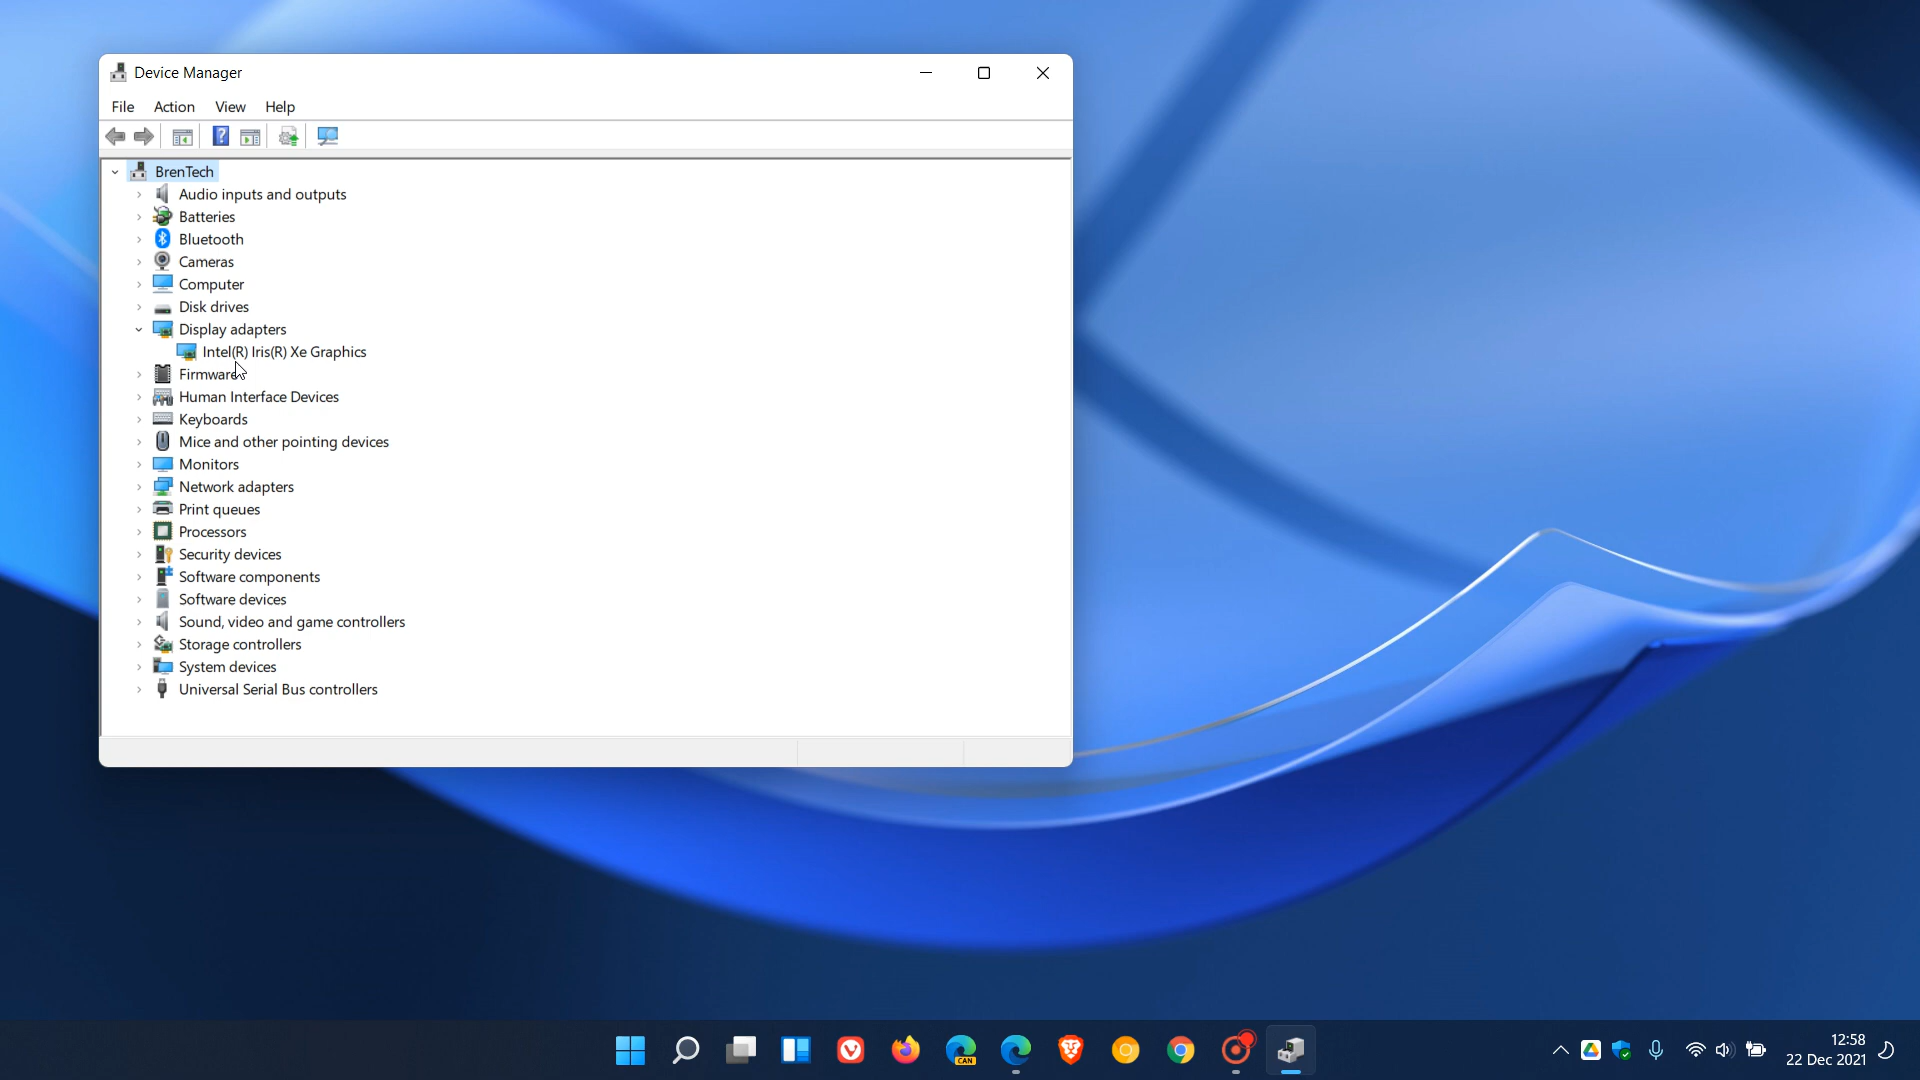 Device Manager
File Action View Help
BrenTech
Audio inputs and outputs
Batteries
Bluetooth
Cameras
Computer
Disk drives
Display adapters
Intel(R) Iris(R) Xe Graphics
Firmware
Human Interface Devices
Keyboards
Mice and other pointing devices
Monitors
Network adapters
Print queues
Processors
Security devices
Software components
Software devices
Sound, video and game controllers
Storage controllers
System devices
Universal Serial Bus controllers
CAN
12:58
22 Dec 2021